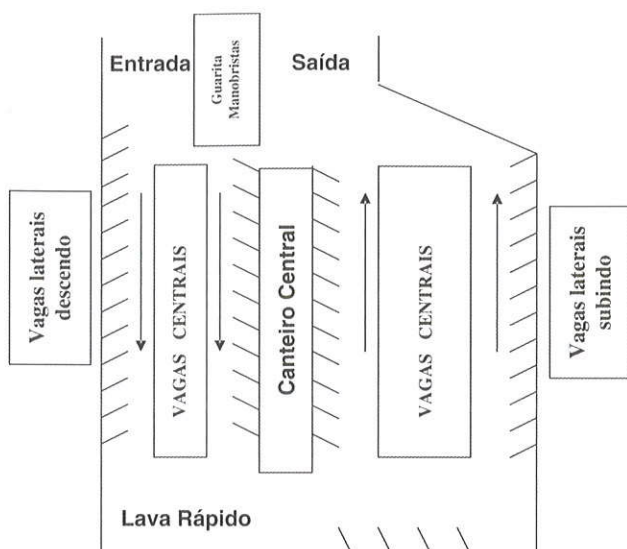 Entrada
Guarita
Manobristas
Saída
Vagas laterais
descendo
VAGAS CENTRAIS
Canteiro Central
VAGAS CENTRAIS
Vagas laterais
subindo
Lava Rápido